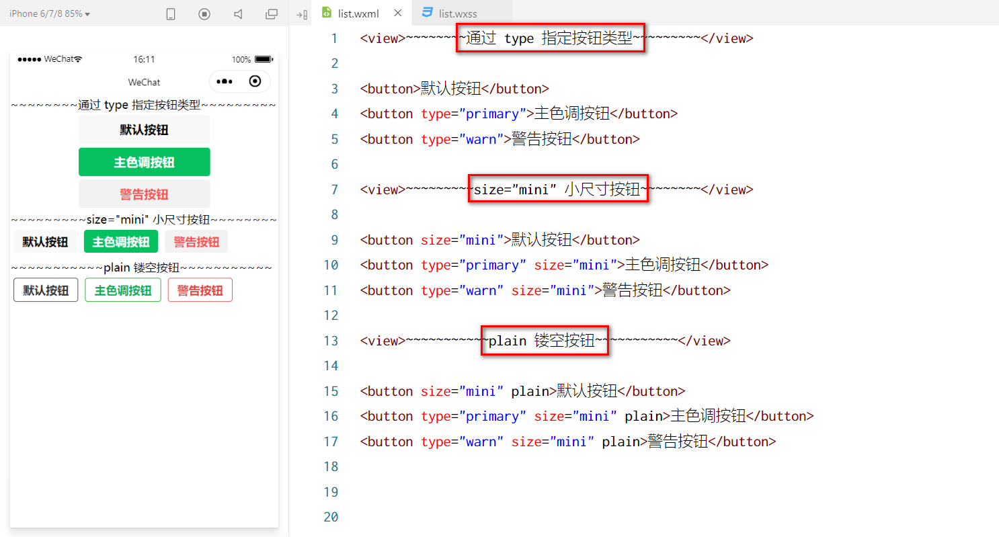 iPhone 6/7/8 85%
WeChat 16:11 100%
WeChat
~~~~~~~~通过 type 指定按钮类型~~~~~~~~~
默认按钮
主色调按钮
警告按钮
~~~~~~~~~size="mini" 小尺寸按钮~~~~~~~~
默认按钮 主色调按钮 警告按钮
~~~~~~~~~~~plain 镂空按钮~~~~~~~~~~~
默认按钮 主色调按钮 警告按钮
list.wxml list.wxss
1 <view>~~~~~~~~通过 type 指定按钮类型~~~~~~~~~</view>
2
3 <button>默认按钮</button>
4 <button type="primary">主色调按钮</button>
5 <button type="warn">警告按钮</button>
6
7 <view>~~~~~~~~~size="mini" 小尺寸按钮~~~~~~~~</view>
8
9 <button size="mini">默认按钮</button>
10 <button type="primary" size="mini">主色调按钮</button>
11 <button type="warn" size="mini">警告按钮</button>
12
13 <view>~~~~~~~~~~~plain 镂空按钮~~~~~~~~~~~</view>
14
15 <button size="mini" plain>默认按钮</button>
16 <button type="primary" size="mini" plain>主色调按钮</button>
17 <button type="warn" size="mini" plain>警告按钮</button>
18
19
20